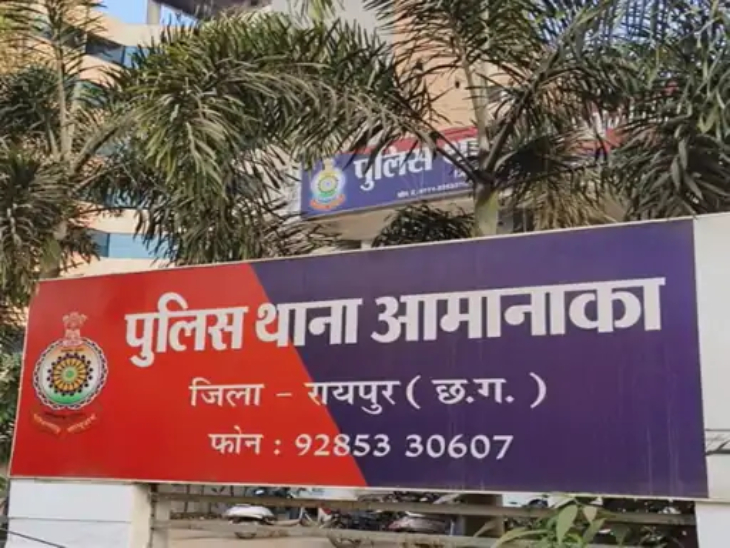 पुलिस
पुलिस थाना आमानाका
जिला - रायपुर ( छ.ग. )
फोन : 92853 30607